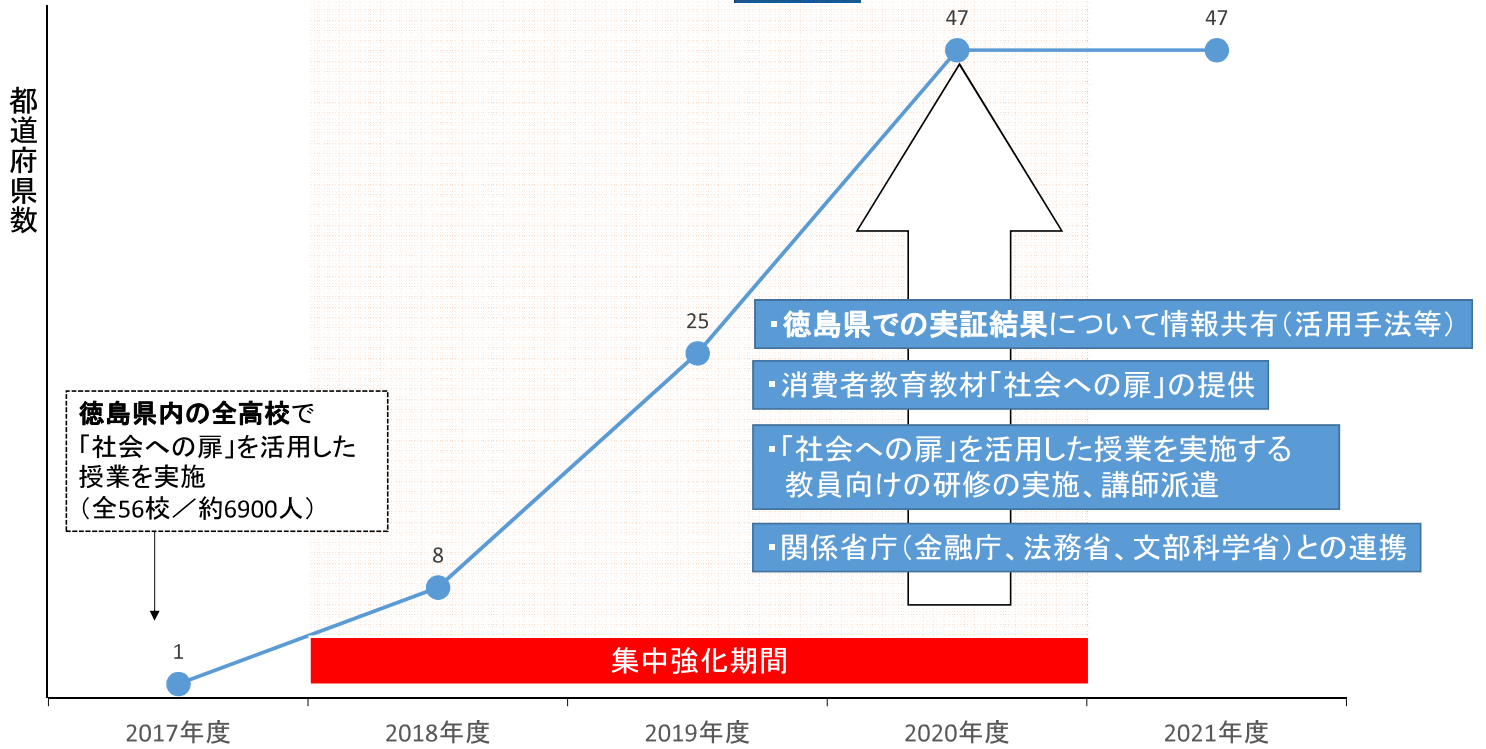 都道府県数
47
47
25
8
1
徳島県内の全高校で
「社会への扉」を活用した
授業を実施
（全56校／約6900人）
・徳島県での実証結果について情報共有（活用手法等）
・消費者教育教材「社会への扉」の提供
・「社会への扉」を活用した授業を実施する
教員向けの研修の実施、講師派遣
・関係省庁（金融庁、法務省、文部科学省）との連携
集中強化期間
2017年度
2018年度
2019年度
2020年度
2021年度